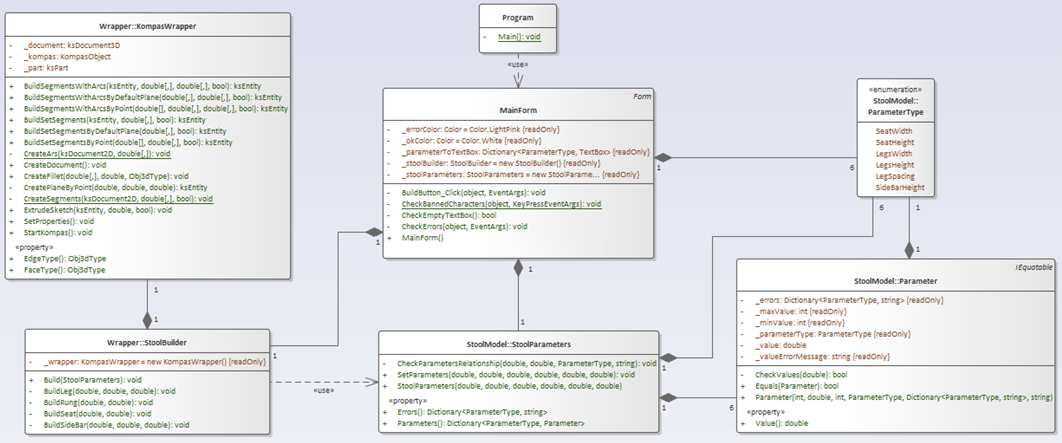 Wrapper::KompasWrapper
- _document: ksDocument3D
- _kompas: KompasObject
- _part: ksPart
+ BuildSegmentsWithArcs(ksEntity, double[,], double[,], bool): ksEntity
+ BuildSegmentsWithArcsByDefaultPlane(double[,], double[,], bool): ksEntity
+ BuildSegmentsWithArcsByPoint(double[], double[,], double[,], bool): ksEntity
+ BuildSetSegments(ksEntity, double[,], bool): ksEntity
+ BuildSetSegmentsByDefaultPlane(double[,], bool): ksEntity
+ BuildSetSegmentsByPoint(double[], double[,], bool): ksEntity
- CreateArs(ksDocument2D, double[,]): void
+ CreateDocument(): void
+ CreateFillet(double, double, Obj3dType): void
- CreatePlaneByPoint(double, double, double): ksEntity
- CreateSegments(ksDocument2D, double[,], bool): void
+ ExtrudeSketch(ksEntity, double, bool): void
+ SetProperties(): void
+ StartKompas(): void
«property»
+ EdgeType(): Obj3dType
+ FaceType(): Obj3dType
1
1
Wrapper::StoolBuilder
- _wrapper: KompasWrapper = new KompasWrapper() {readOnly}
+ Build(StoolParameters): void
- BuildLeg(double, double, double): void
- BuildRung(double, double, double): void
- BuildSeat(double, double, double): void
- BuildSideBar(double, double, double, double): void
1
1
«use»
Program
- Main(): void
«use»
Form
MainForm
- _errorColor: Color = Color.LightPink {readOnly}
- _okColor: Color = Color.White {readOnly}
- _parameterToTextBox: Dictionary<ParameterType, TextBox> {readOnly}
- _stoolBuilder: StoolBuilder = new StoolBuilder() {readOnly}
- _stoolParameters: StoolParameters = new StoolParame... {readOnly}
- BuildButton_Click(object, EventArgs): void
- CheckBannedCharacters(object, KeyPressEventArgs): void
- CheckEmptyTextBox(): bool
- CheckErrors(object, EventArgs): void
+ MainForm()
1
6
1
1
StoolModel::StoolParameters
- CheckParametersRelationship(double, double, ParameterType, string): void
+ SetParameters(double, double, double, double, double, double): void
+ StoolParameters(double, double, double, double, double, double)
«property»
+ Errors(): Dictionary<ParameterType, string>
+ Parameters(): Dictionary<ParameterType, Parameter>
1
6
1
6
«enumeration»
StoolModel::
ParameterType
SeatWidth
SeatHeight
LegsWidth
LegsHeight
LegSpacing
SideBarHeight
1
1
IEquatable
StoolModel::Parameter
- _errors: Dictionary<ParameterType, string> {readOnly}
- _maxValue: int {readOnly}
- _minValue: int {readOnly}
- _parameterType: ParameterType {readOnly}
- _value: double
- _valueErrorMessage: string {readOnly}
- CheckValues(double): bool
+ Equals(Parameter): bool
+ Parameter(int, double, int, ParameterType, Dictionary<ParameterType, string>, string)
«property»
+ Value(): double